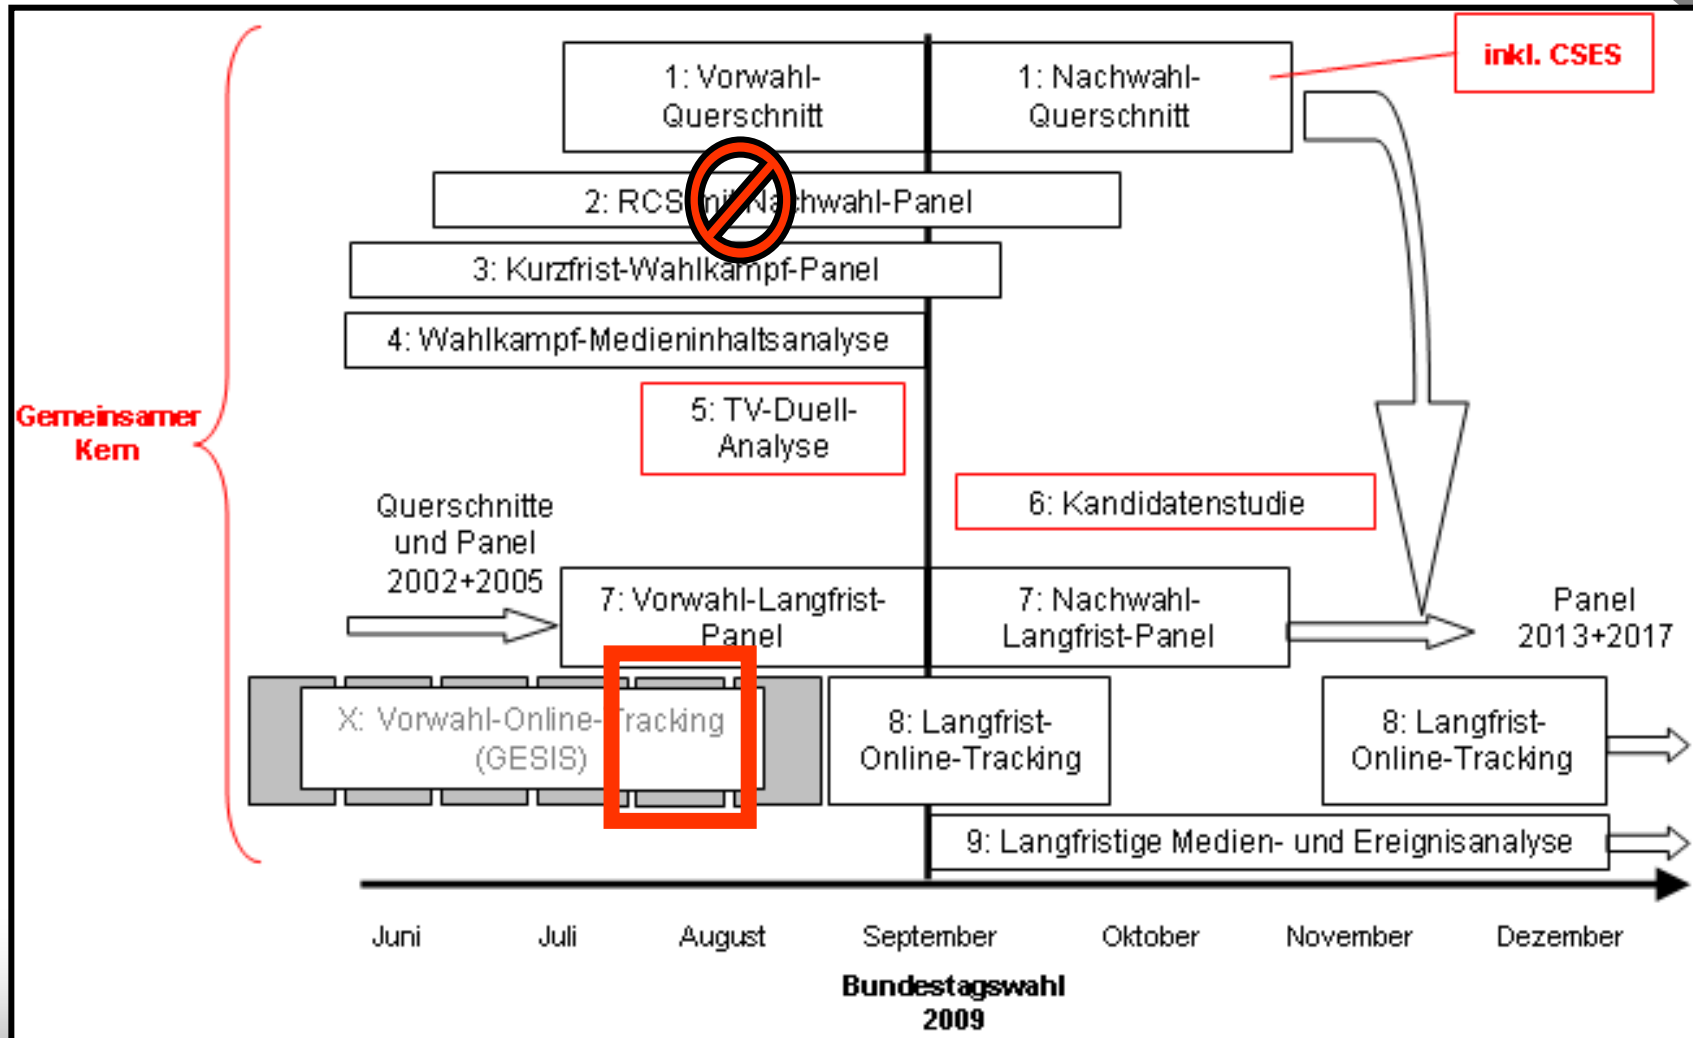 inkl. CSES
1: Vorwahl-
Querschnitt
1: Nachwahl-
Querschnitt
2: RCS mit Nachwahl-Panel
3: Kurzfrist-Wahlkampf-Panel
4: Wahlkampf-Medieninhaltsanalyse
5: TV-Duell-
Analyse
Gemeinsamer
Kern
6: Kandidatenstudie
Querschnitte
und Panel
2002+2005
7: Vorwahl-Langfrist-
Panel
7: Nachwahl-
Langfrist-Panel
Panel
2013+2017
X: Vorwahl-Online-Tracking
(GESIS)
8: Langfrist-
Online-Tracking
8: Langfrist-
Online-Tracking
9: Langfristige Medien- und Ereignisanalyse
Juni Juli August September Oktober November Dezember
Bundestagswahl
2009